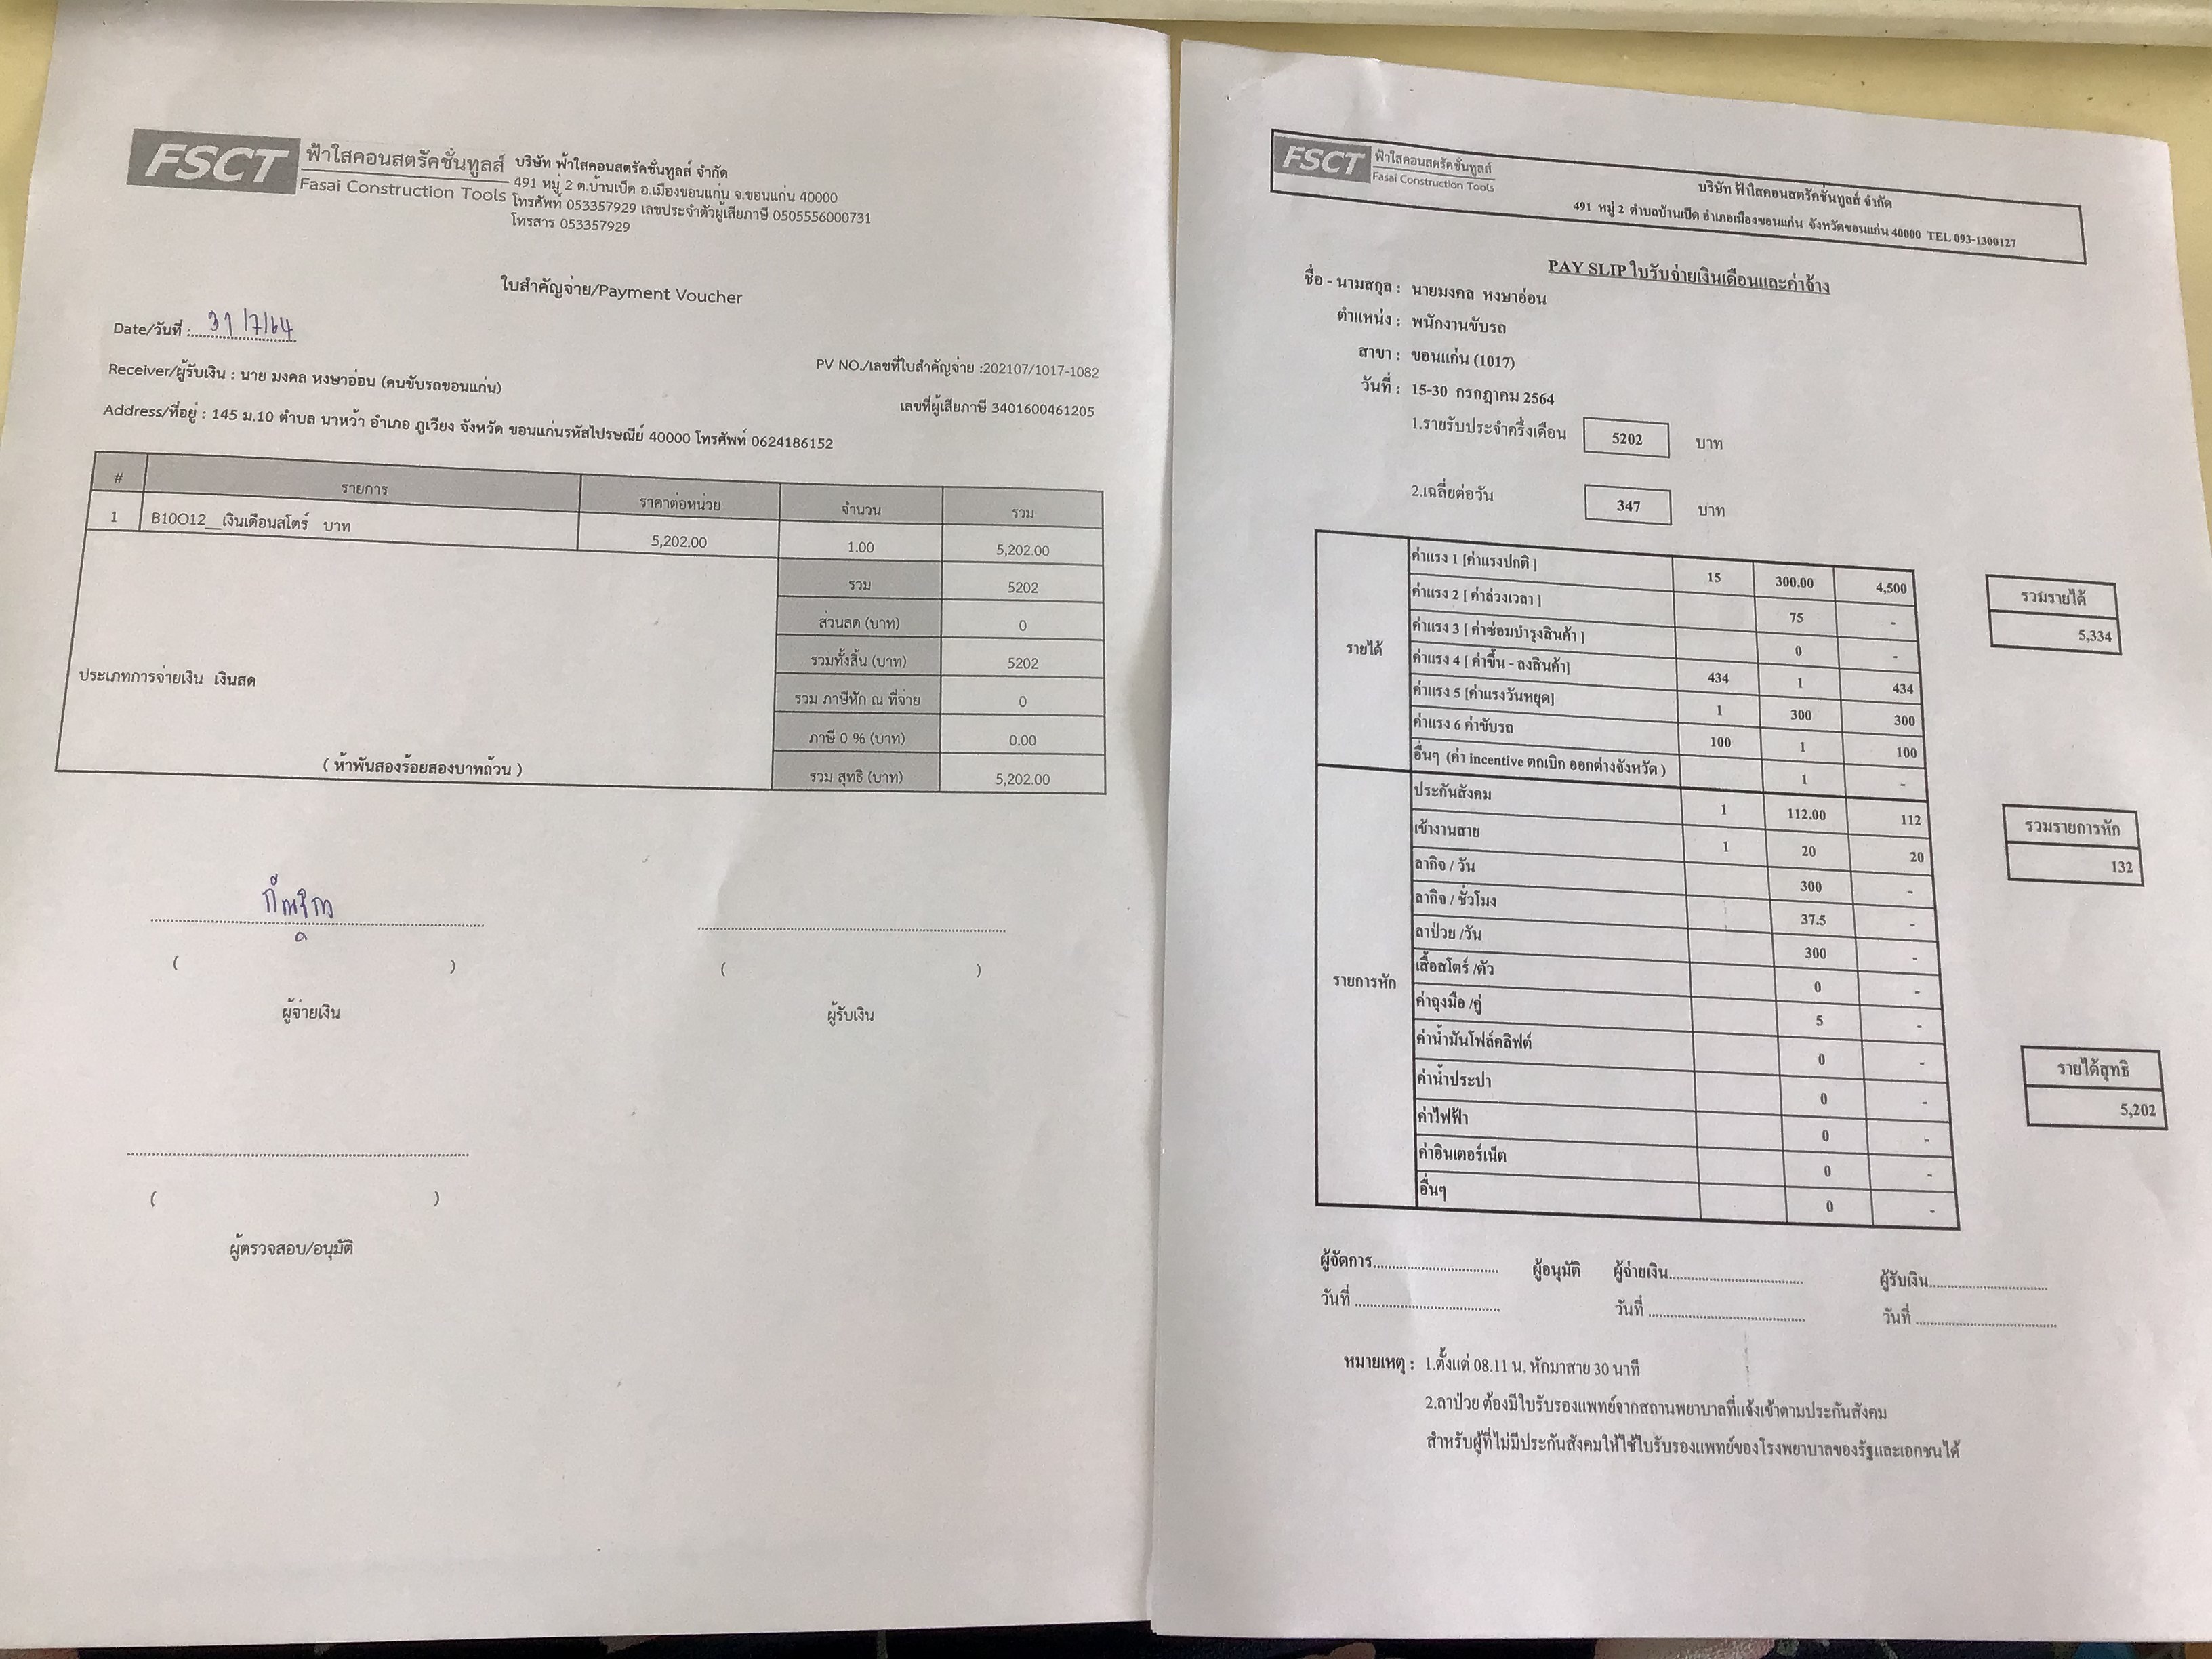 FSCT ฟ้าใสคอนสตรัคชั่นทูลส์
Fasai Construction Tools
บริษัท ฟ้าใสคอนสตรัคชั่นทูลส์ จำกัด
491 หมู่ 2 ต.บ้านเป็ด อ.เมืองขอนแก่น จ.ขอนแก่น 40000
โทรศัพท์ 053357929 เลขประจำตัวผู้เสียภาษี 0505556000731
โทรสาร 053357929
ใบสำคัญจ่าย/Payment Voucher
Date/วันที่ : 31/7/64
PV NO./เลขที่ใบสำคัญจ่าย :202107/1017-1082
Receiver/ผู้รับเงิน : นาย มงคล หงษาอ่อน (คนขับรถขอนแก่น)
เลขที่ผู้เสียภาษี 3401600461205
Address/ที่อยู่ : 145 ม.10 ตำบล นาหว้า อำเภอ ภูเวียง จังหวัด ขอนแก่นรหัสไปรษณีย์ 40000 โทรศัพท์ 0624186152
# รายการ ราคาต่อหน่วย จำนวน รวม
1 B10O12__เงินเดือนสโตร์ บาท 5,202.00 1.00 5,202.00
รวม 5202
ส่วนลด (บาท) 0
รวมทั้งสิ้น (บาท) 5202
ประเภทการจ่ายเงิน เงินสด
รวม ภาษีหัก ณ ที่จ่าย 0
ภาษี 0 % (บาท) 0.00
( ห้าพันสองร้อยสองบาทถ้วน )
รวม สุทธิ (บาท) 5,202.00
( ) ( )
ผู้จ่ายเงิน ผู้รับเงิน
( )
ผู้ตรวจสอบ/อนุมัติ
FSCT ฟ้าใสคอนสตรัคชั่นทูลส์
Fasai Construction Tools
บริษัท ฟ้าใสคอนสตรัคชั่นทูลส์ จำกัด
491 หมู่ 2 ตำบลบ้านเป็ด อำเภอเมืองขอนแก่น จังหวัดขอนแก่น 40000 TEL 093-1300127
PAY SLIP ใบรับจ่ายเงินเดือนและค่าจ้าง
ชื่อ - นามสกุล : นายมงคล หงษาอ่อน
ตำแหน่ง : พนักงานขับรถ
สาขา : ขอนแก่น (1017)
วันที่ : 15-30 กรกฎาคม 2564
1.รายรับประจำครึ่งเดือน 5202 บาท
2.เฉลี่ยต่อวัน 347 บาท
รายได้
ค่าแรง 1 [ค่าแรงปกติ ] 15 300.00 4,500
ค่าแรง 2 [ ค่าล่วงเวลา ] 75 -
ค่าแรง 3 [ ค่าซ่อมบำรุงสินค้า ] 0 -
ค่าแรง 4 [ ค่าขึ้น - ลงสินค้า] 434 1 434
ค่าแรง 5 [ค่าแรงวันหยุด] 1 300 300
ค่าแรง 6 ค่าขับรถ 100 1 100
อื่นๆ (ค่า incentive ตกเบิก ออกต่างจังหวัด ) 1 -
รวมรายได้
5,334
รายการหัก
ประกันสังคม 1 112.00 112
เข้างานสาย 1 20 20
ลากิจ / วัน 300 -
ลากิจ / ชั่วโมง 37.5 -
ลาป่วย /วัน 300 -
เสื้อสโตร์ /ตัว 0 -
ค่าถุงมือ /คู่ 5 -
ค่าน้ำมันโฟล์คลิฟต์ 0 -
ค่าน้ำประปา 0 -
ค่าไฟฟ้า 0 -
ค่าอินเตอร์เน็ต 0 -
อื่นๆ 0 -
รวมรายการหัก
132
รายได้สุทธิ
5,202
ผู้จัดการ ผู้อนุมัติ ผู้จ่ายเงิน ผู้รับเงิน
วันที่ วันที่ วันที่
หมายเหตุ : 1.ตั้งแต่ 08.11 น. หักมาสาย 30 นาที
2.ลาป่วย ต้องมีใบรับรองแพทย์จากสถานพยาบาลที่แจ้งเข้าตามประกันสังคม
สำหรับผู้ที่ไม่มีประกันสังคมให้ใช้ใบรับรองแพทย์ของโรงพยาบาลของรัฐและเอกชนได้